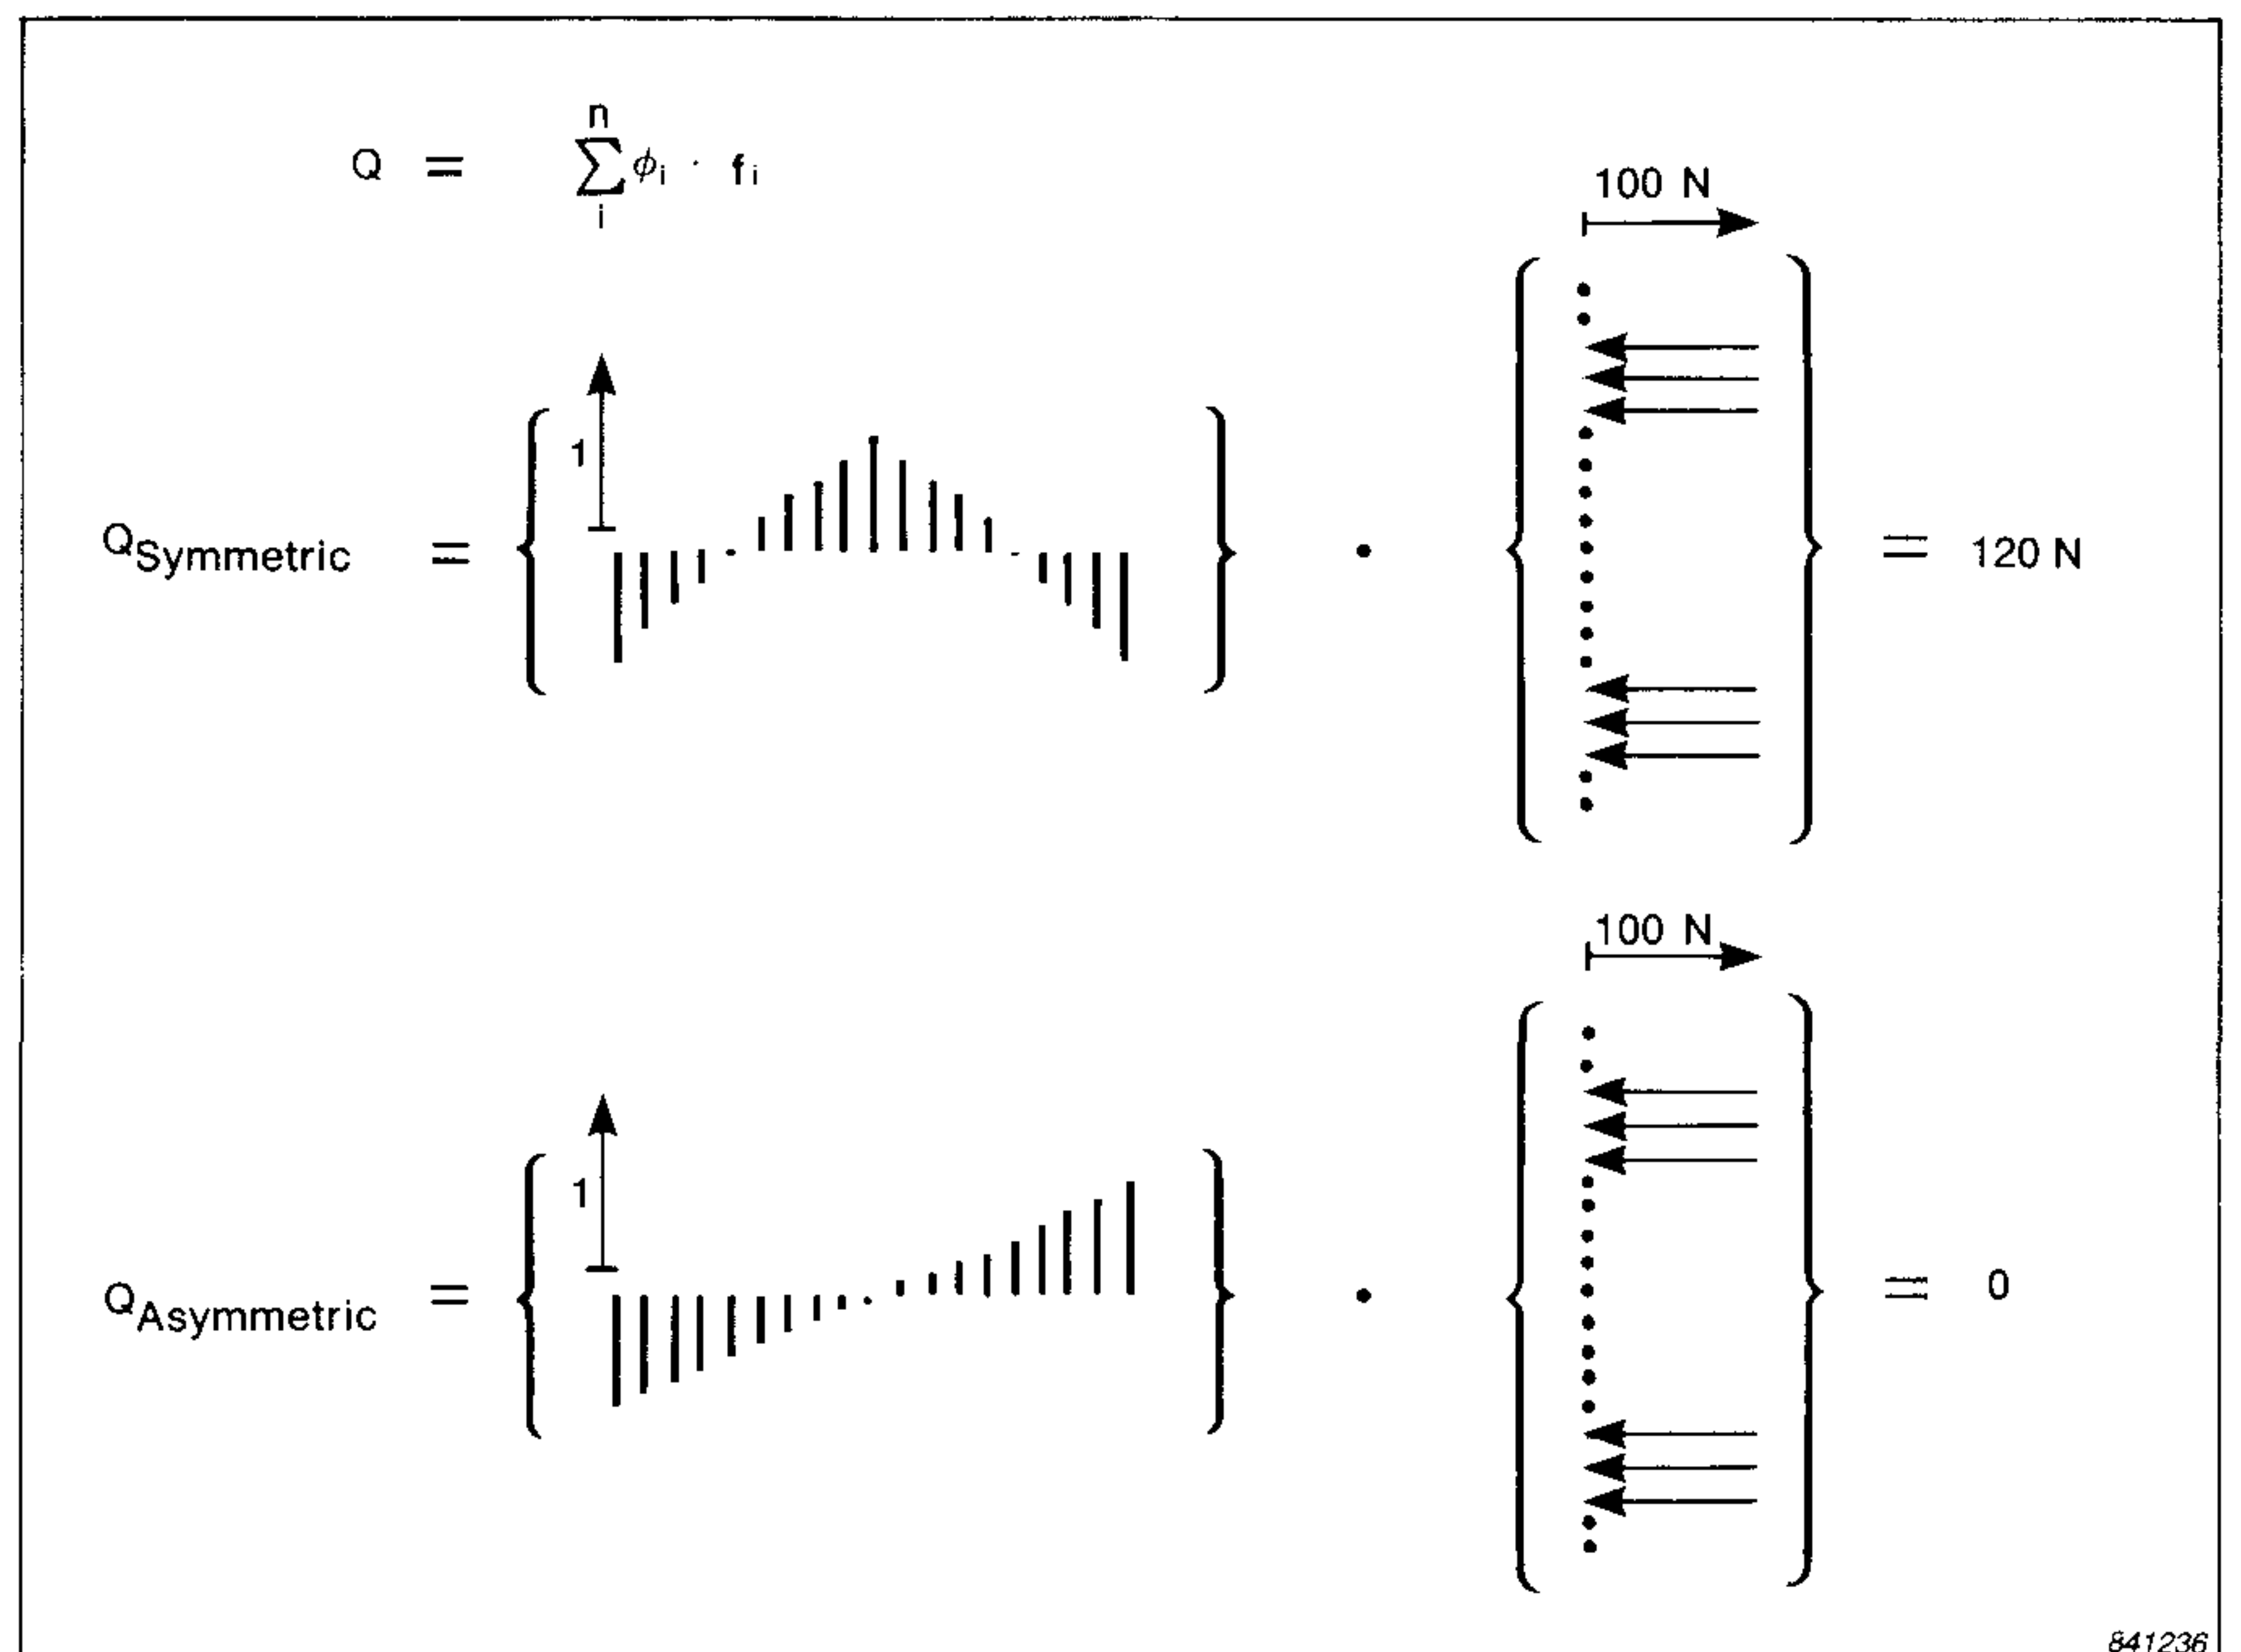 n
Q = ∑ϕi · fi
i
100 N
1
QSymmetric = { } · { } = 120 N
100 N
1
QAsymmetric = { } · { } = 0
841236